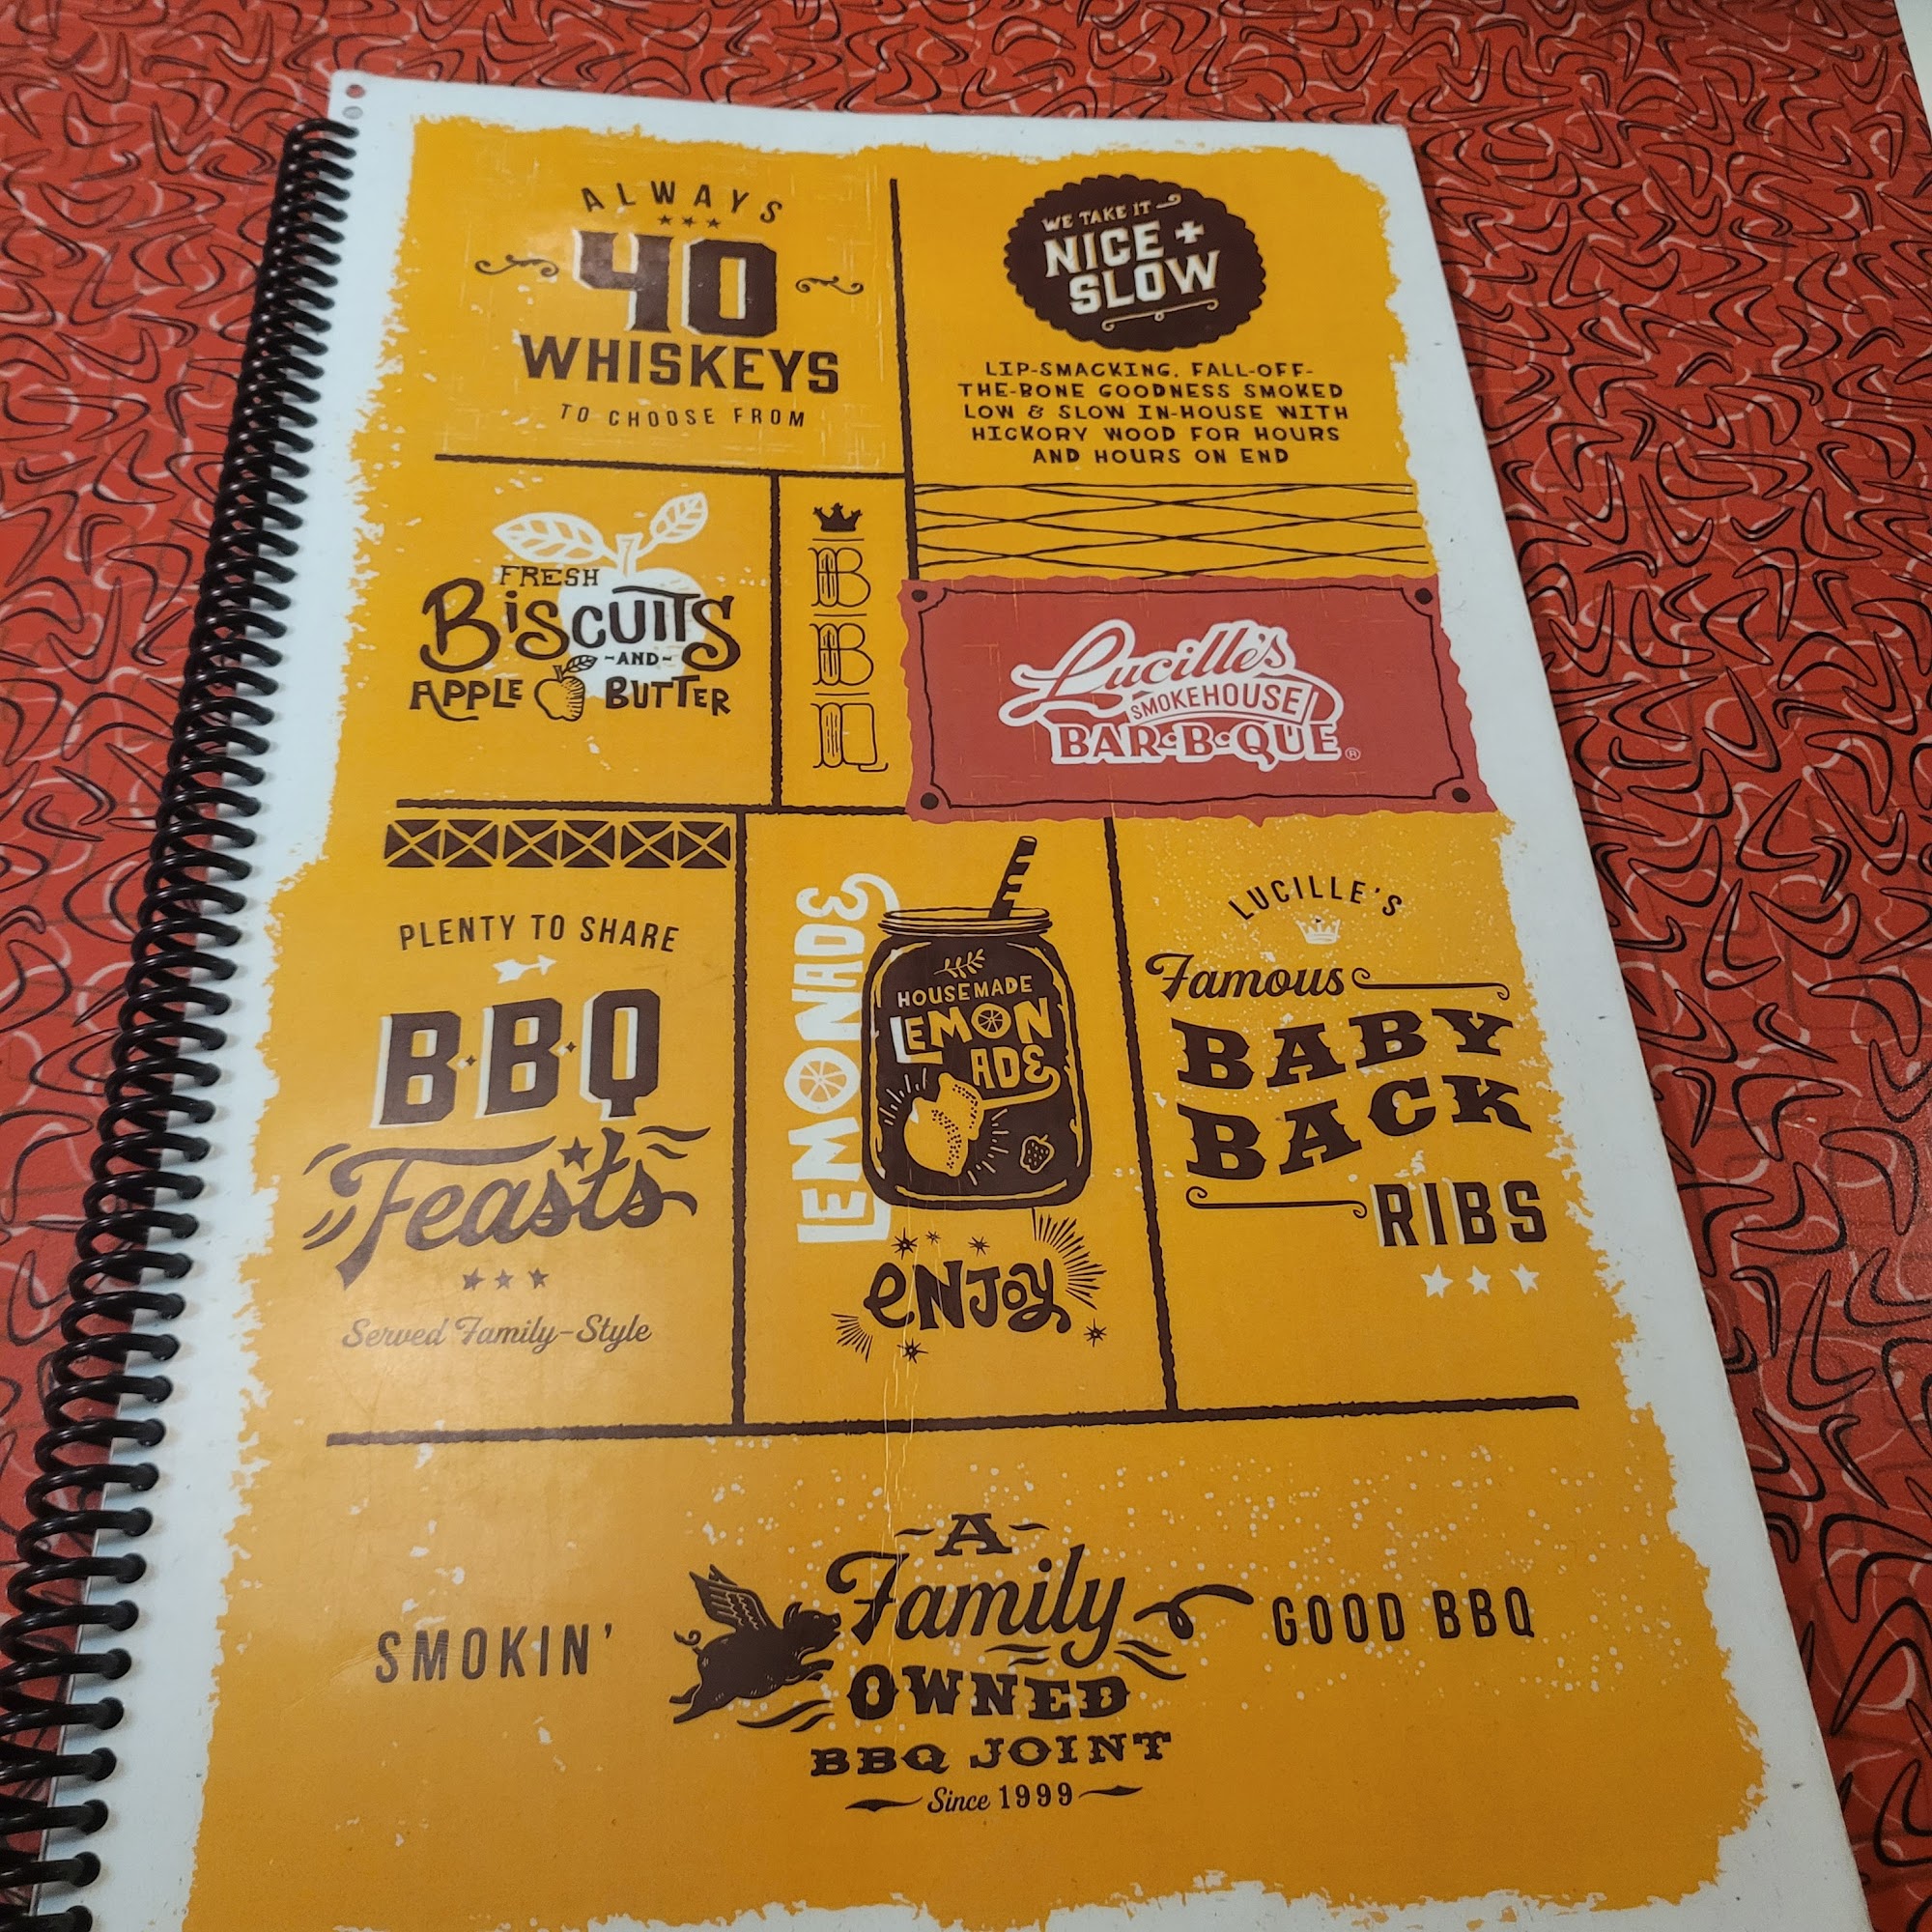 ALWAYS
40
WHISKEYS
TO CHOOSE FROM
WE TAKE IT
NICE +
SLOW
LIP-SMACKING, FALL-OFF-
THE-BONE GOODNESS SMOKED
LOW & SLOW IN-HOUSE WITH
HICKORY WOOD FOR HOURS
AND HOURS ON END
FRESH
BiSCUITS
-AND-
APPLE BUTTER
B
B
Q
Lucille's
SMOKEHOUSE
BAR-B-QUE®
PLENTY TO SHARE
B·B·Q
Feasts
Served Family-Style
LEMONADE
HOUSEMADE
LEMON
ADE
eNJoy
LUCILLE'S
Famous
BABY
BACK
RIBS
SMOKIN'
-A-
Family
OWNED
BBQ JOINT
Since 1999
GOOD BBQ